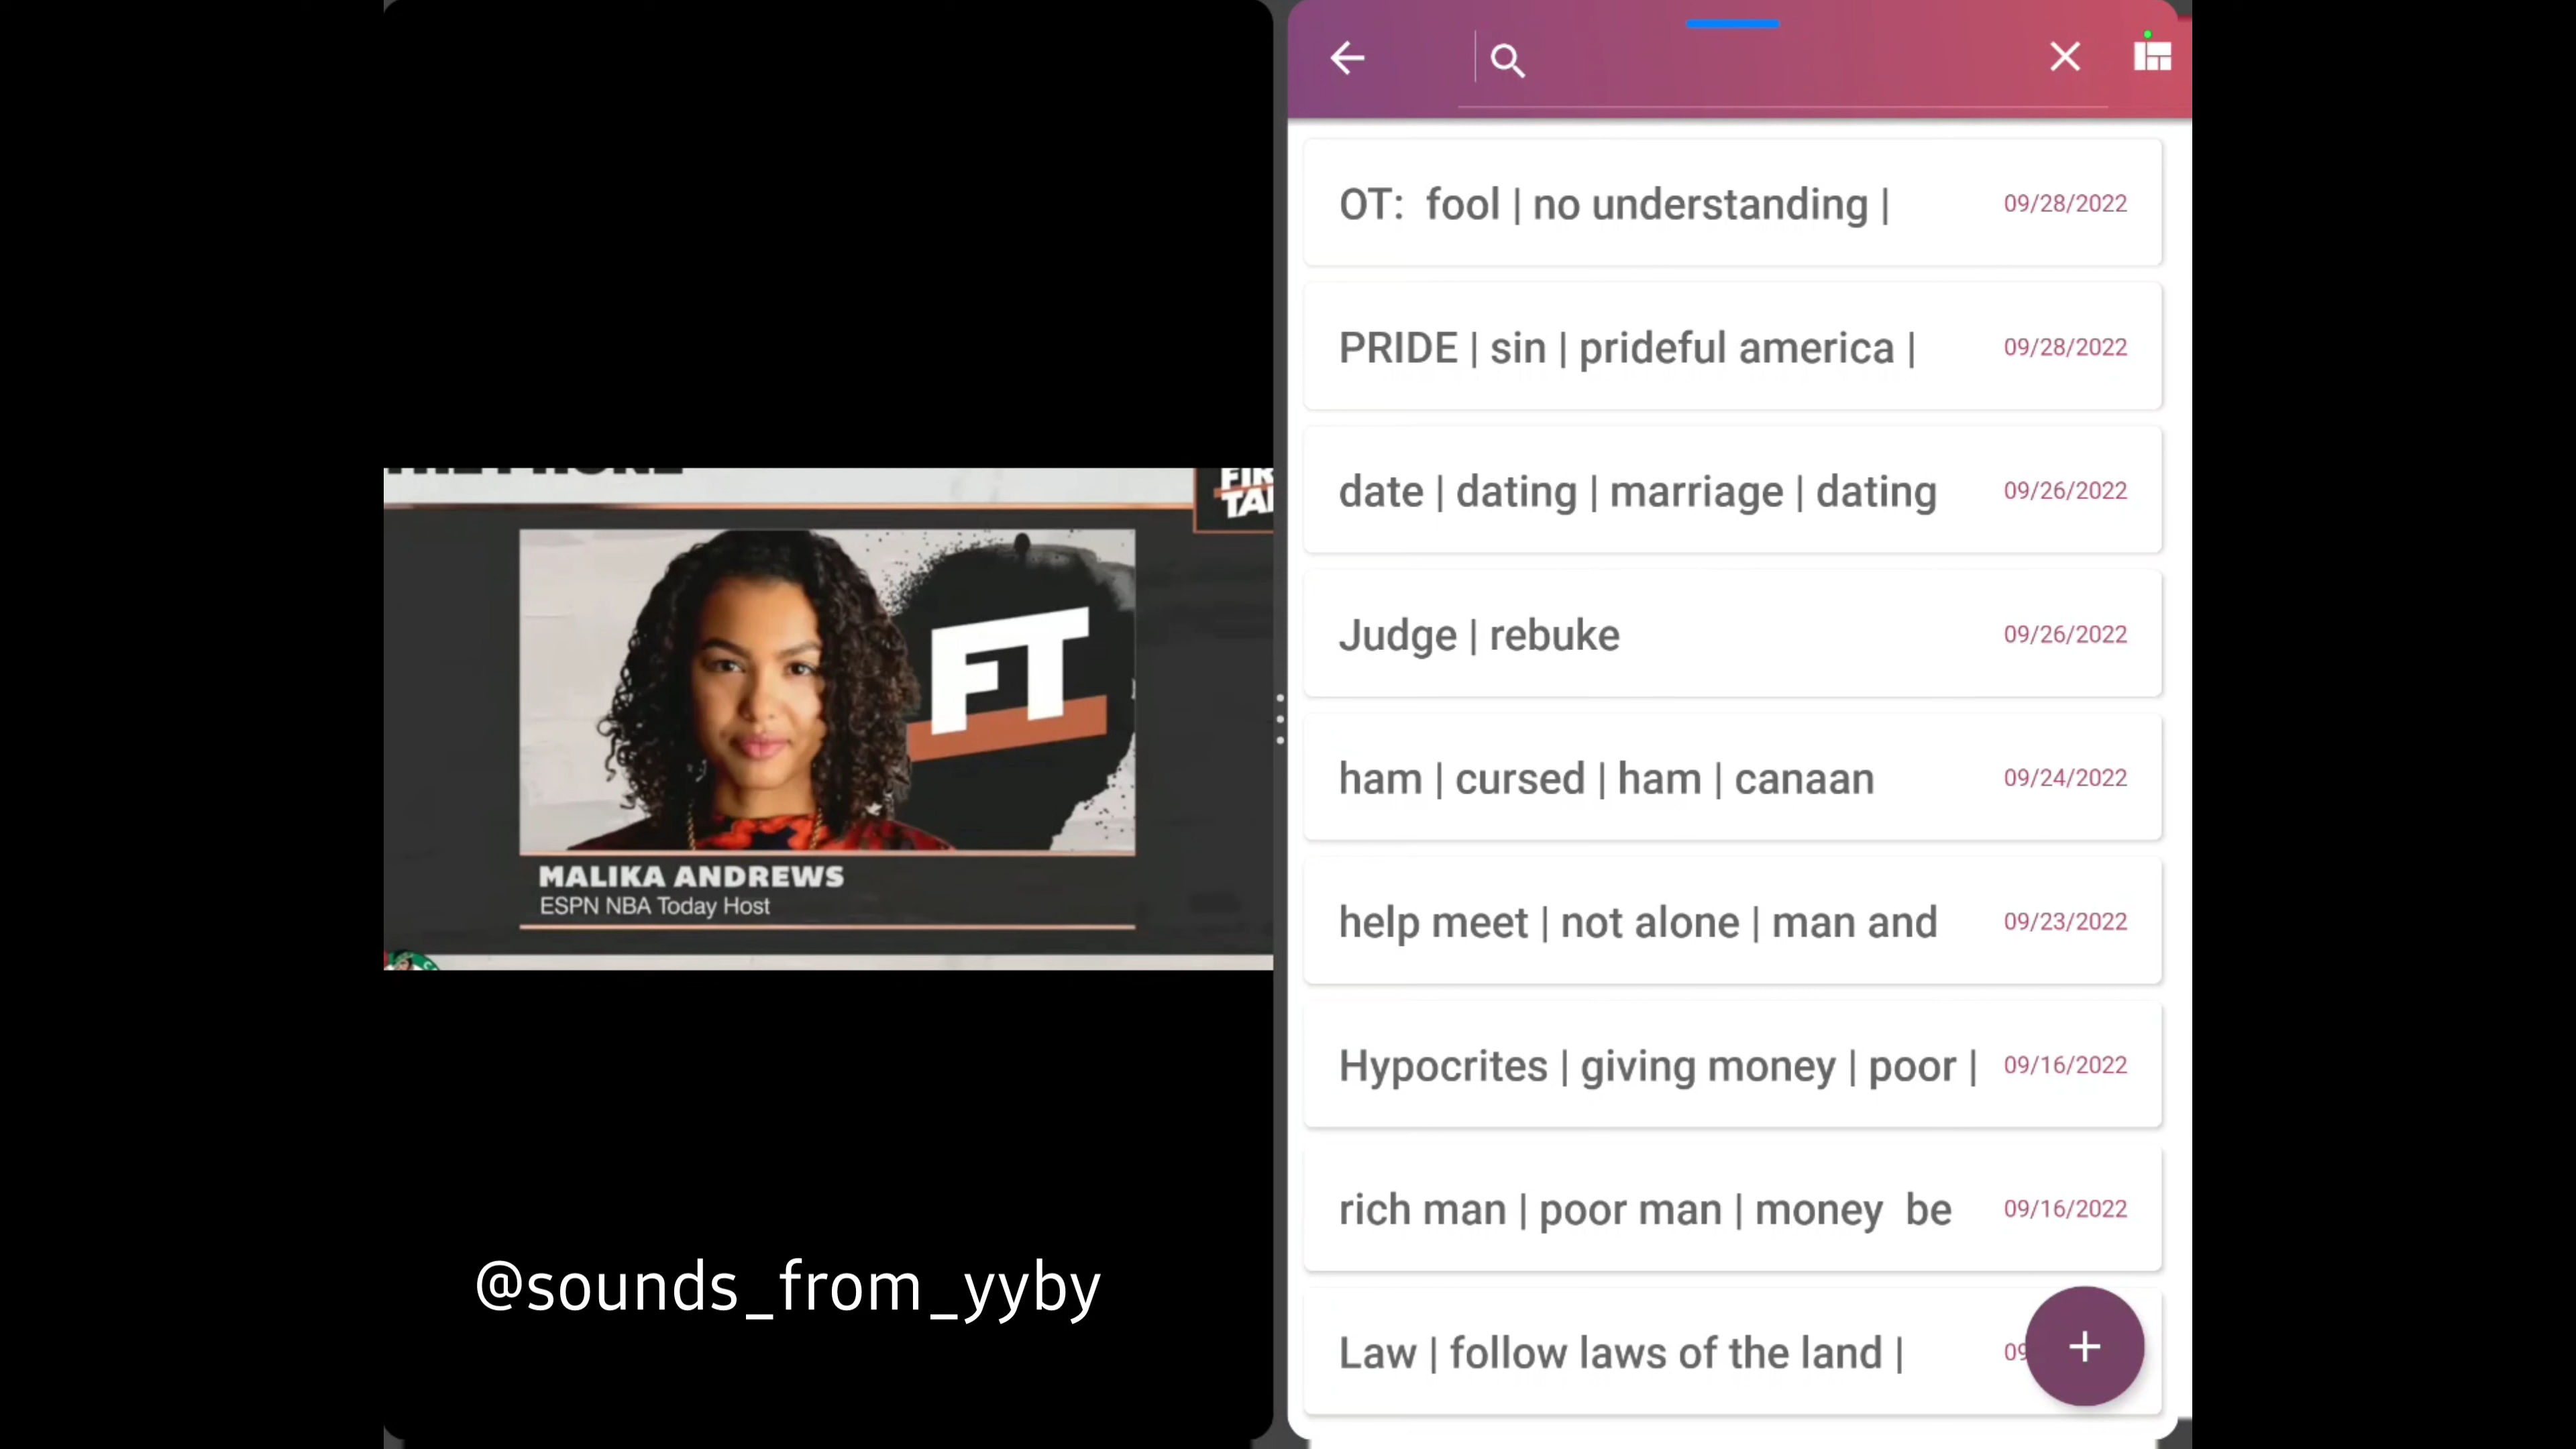 FT
MALIKA ANDREWS
ESPN NBA Today Host
@sounds_from_yyby
OT:  fool | no understanding |
09/28/2022
PRIDE | sin | prideful america |
09/28/2022
date | dating | marriage | dating
09/26/2022
Judge | rebuke
09/26/2022
ham | cursed | ham | canaan
09/24/2022
help meet | not alone | man and
09/23/2022
Hypocrites | giving money | poor |
09/16/2022
rich man | poor man | money  be
09/16/2022
Law | follow laws of the land |
09